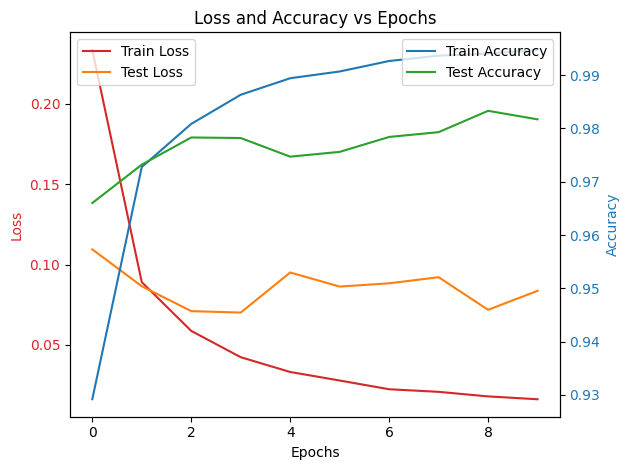 Loss and Accuracy vs Epochs
Train Loss
Test Loss
Train Accuracy
Test Accuracy
0.20
0.15
0.10
0.05
Loss
0.99
0.98
0.97
0.96
0.95
0.94
0.93
Accuracy
0 2 4 6 8
Epochs